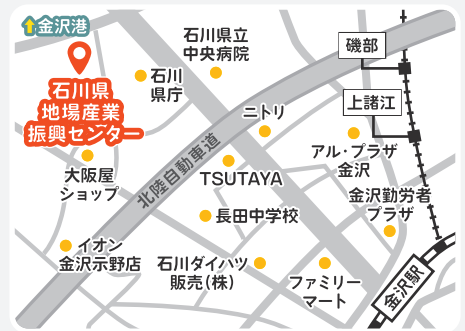 金沢港
石川県立
中央病院
磯部
石川県
地場産業
振興センター
石川
県庁
上諸江
ニトリ
アル・プラザ
金沢
大阪屋
ショップ
北陸自動車道
TSUTAYA
金沢勤労者
プラザ
長田中学校
イオン
金沢示野店
石川ダイハツ
販売(株)
ファミリー
マート
金沢駅